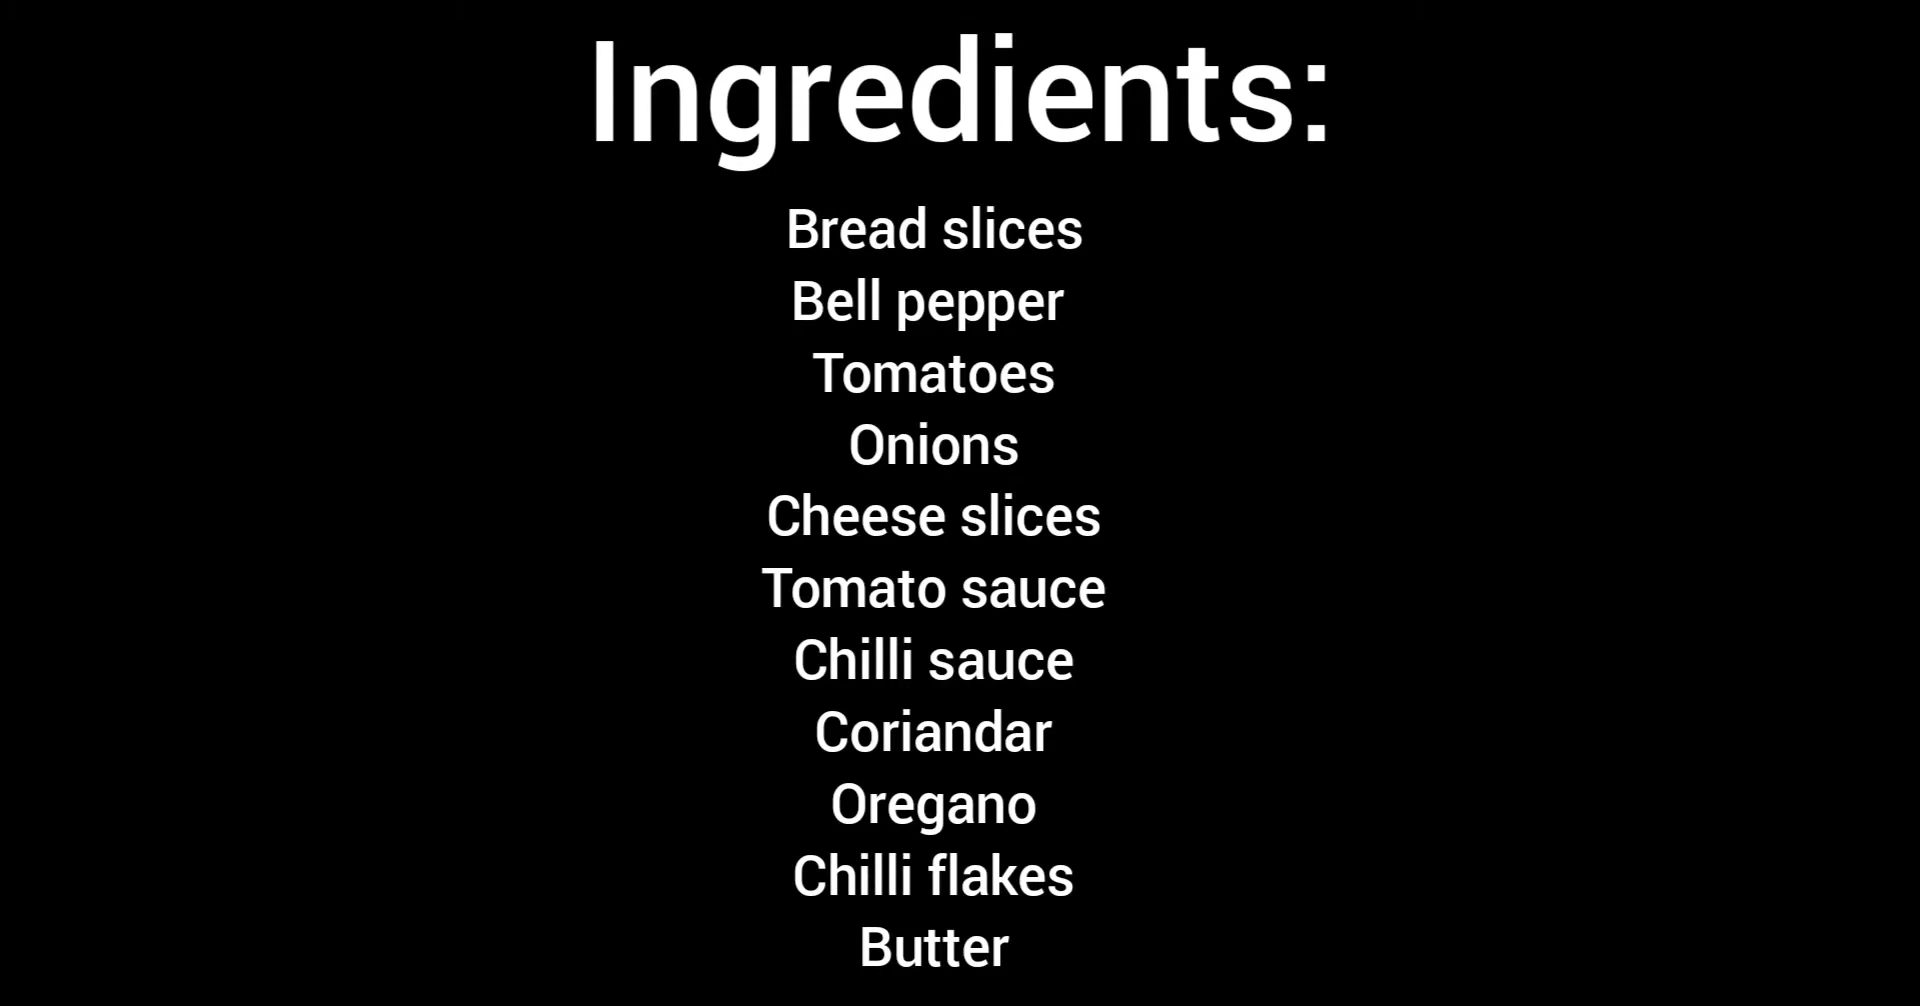 Ingredients:
Bread slices
Bell pepper
Tomatoes
Onions
Cheese slices
Tomato sauce
Chilli sauce
Coriandar
Oregano
Chilli flakes
Butter